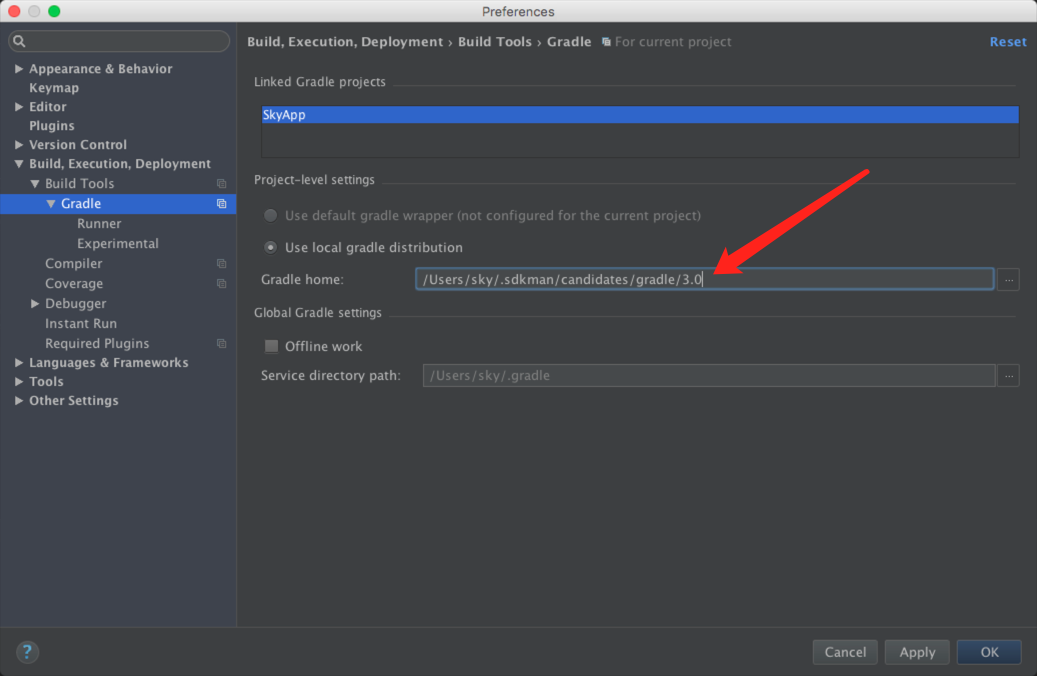 Preferences
Build, Execution, Deployment › Build Tools › Gradle For current project Reset
Appearance & Behavior
Keymap
Editor
Plugins
Version Control
Build, Execution, Deployment
Build Tools
Gradle
Runner
Experimental
Compiler
Coverage
Debugger
Instant Run
Required Plugins
Languages & Frameworks
Tools
Other Settings
Linked Gradle projects
SkyApp
Project-level settings
Use default gradle wrapper (not configured for the current project)
Use local gradle distribution
Gradle home: /Users/sky/.sdkman/candidates/gradle/3.0 ...
Global Gradle settings
Offline work
Service directory path: /Users/sky/.gradle ...
? Cancel Apply OK